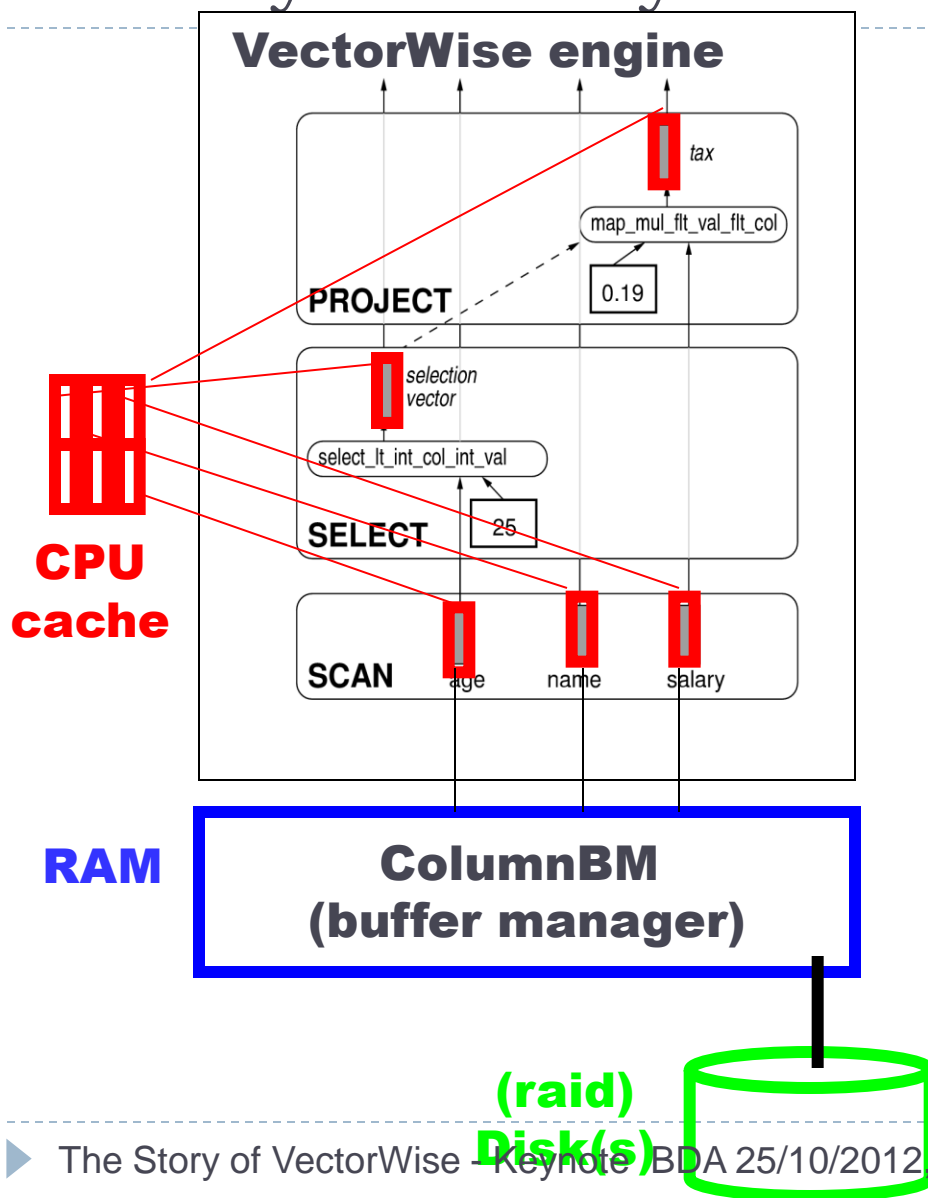 VectorWise engine
tax
map_mul_flt_val_flt_col
0.19
PROJECT
selection
vector
select_lt_int_col_int_val
25
SELECT
CPU
cache
SCAN
age
name
salary
RAM
ColumnBM
(buffer manager)
(raid)
Disk(s)
The Story of VectorWise - Keynote BDA 25/10/2012,